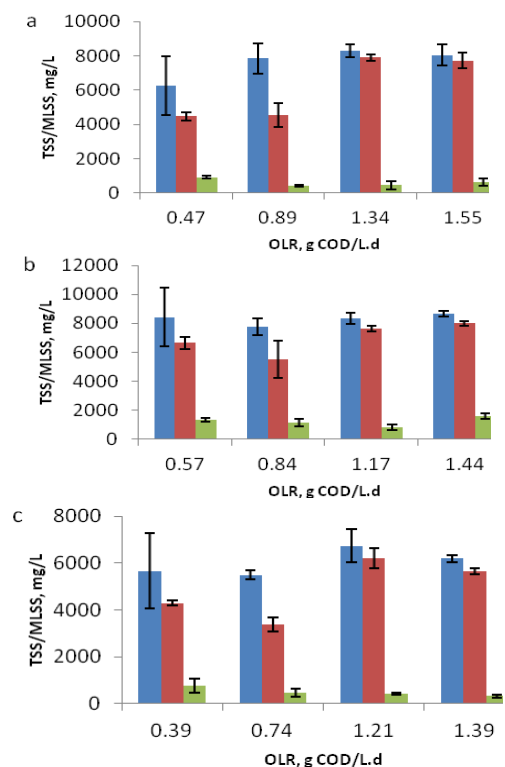 a
TSS/MLSS, mg/L
10000
8000
6000
4000
2000
0
0.47 0.89 1.34 1.55
OLR, g COD/L.d
b
TSS/MLSS, mg/L
12000
10000
8000
6000
4000
2000
0
0.57 0.84 1.17 1.44
OLR, g COD/L.d
c
TSS/MLSS, mg/L
8000
6000
4000
2000
0
0.39 0.74 1.21 1.39
OLR, g COD/L.d